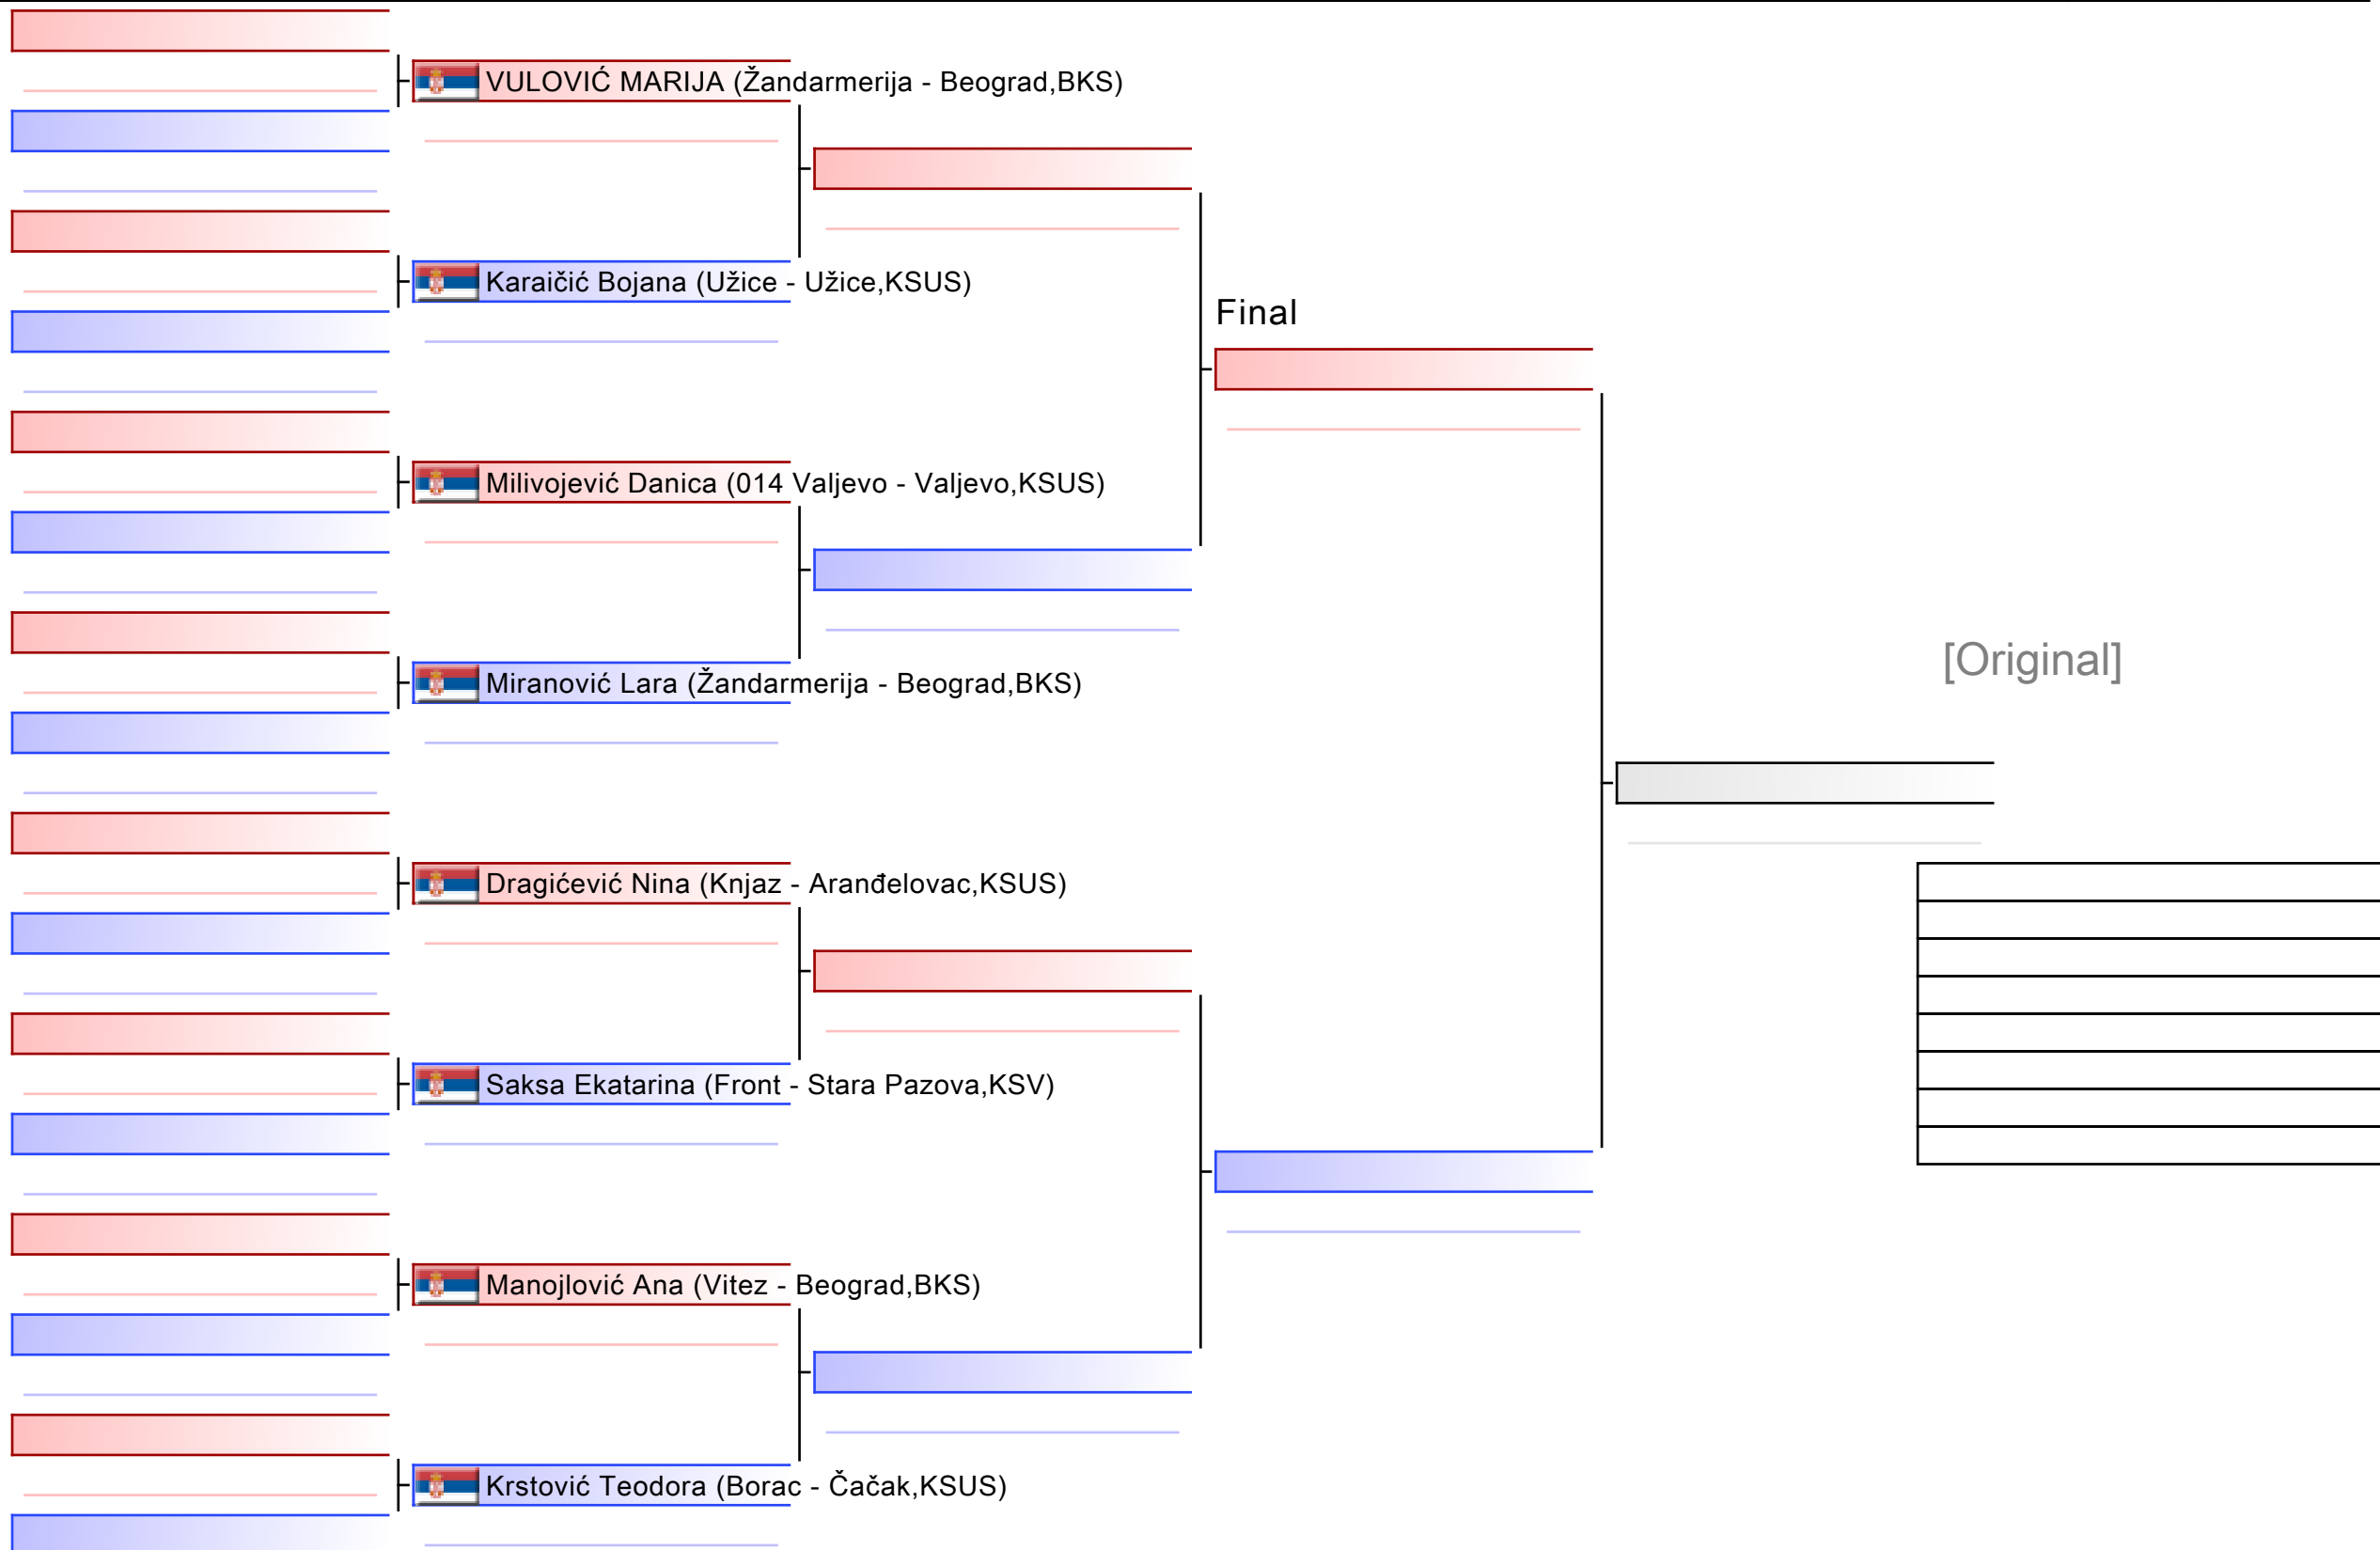 VULOVIĆ MARIJA (Žandarmerija - Beograd,BKS)
Karaičić Bojana (Užice - Užice,KSUS)
Final
Milivojević Danica (014 Valjevo - Valjevo,KSUS)
[Original]
Miranović Lara (Žandarmerija - Beograd,BKS)
Dragićević Nina (Knjaz - Aranđelovac,KSUS)
Saksa Ekatarina (Front - Stara Pazova,KSV)
Manojlović Ana (Vitez - Beograd,BKS)
Krstović Teodora (Borac - Čačak,KSUS)